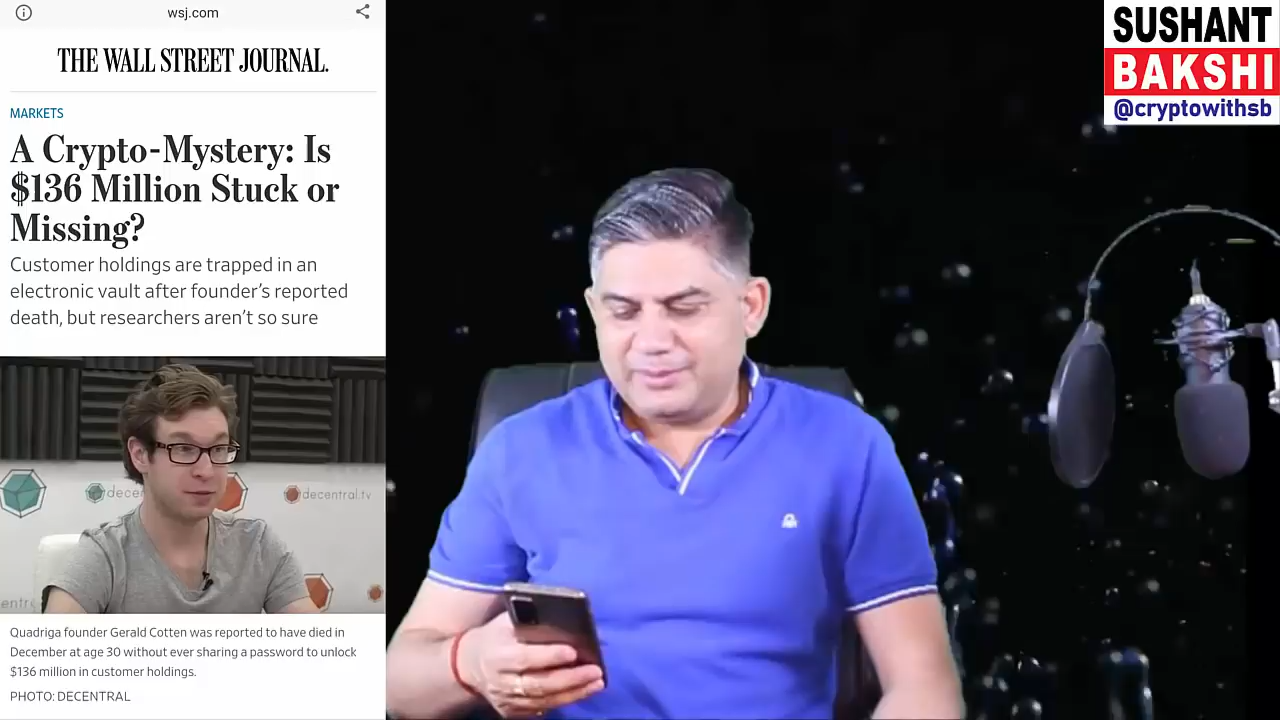 wsj.com
THE WALL STREET JOURNAL.
MARKETS
A Crypto-Mystery: Is
$136 Million Stuck or
Missing?
Customer holdings are trapped in an
electronic vault after founder's reported
death, but researchers aren't so sure
decentral.tv
Quadriga founder Gerald Cotten was reported to have died in
December at age 30 without ever sharing a password to unlock
$136 million in customer holdings.
PHOTO: DECENTRAL
SUSHANT
BAKSHI
@cryptowithsb